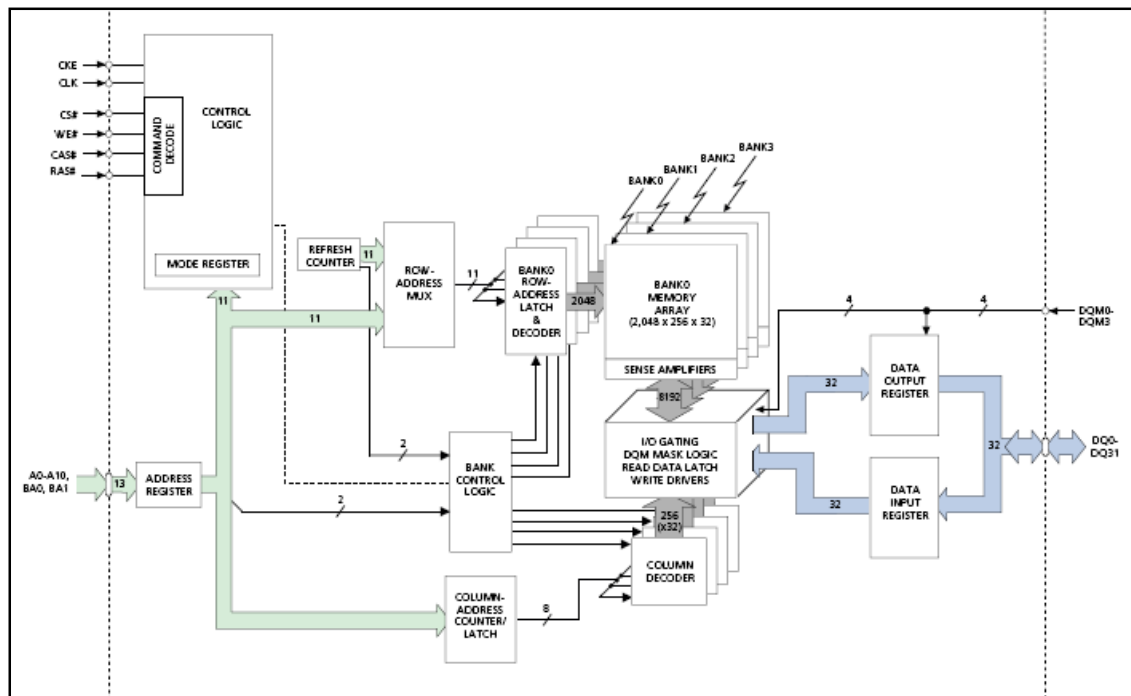 CKE
CLK
CS#
WE#
CAS#
RAS#
COMMAND
DECODE
CONTROL
LOGIC
MODE REGISTER
11
REFRESH
COUNTER
11
11
ROW-
ADDRESS
MUX
11
BANK0
ROW-
ADDRESS
LATCH
&
DECODER
2048
BANK0
BANK1
BANK2
BANK3
BANK0
MEMORY
ARRAY
(2,048 x 256 x 32)
SENSE AMPLIFIERS
8192
I/O GATING
DQM MASK LOGIC
READ DATA LATCH
WRITE DRIVERS
256
(x32)
COLUMN
DECODER
4
4
DQM0-
DQM3
DATA
OUTPUT
REGISTER
32
32
32
DATA
INPUT
REGISTER
DQ0-
DQ31
A0-A10,
BA0, BA1
13
ADDRESS
REGISTER
2
2
BANK
CONTROL
LOGIC
COLUMN-
ADDRESS
COUNTER/
LATCH
8